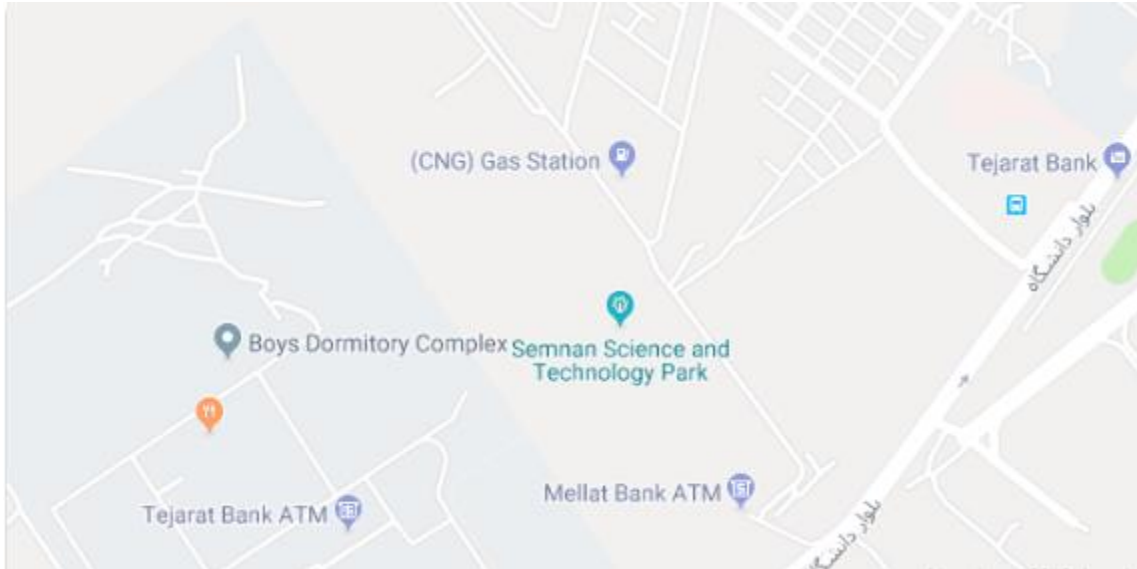 (CNG) Gas Station
Tejarat Bank
بلوار دانشگاه
Boys Dormitory Complex
Semnan Science and
Technology Park
Mellat Bank ATM
Tejarat Bank ATM
بلوار دانشگاه